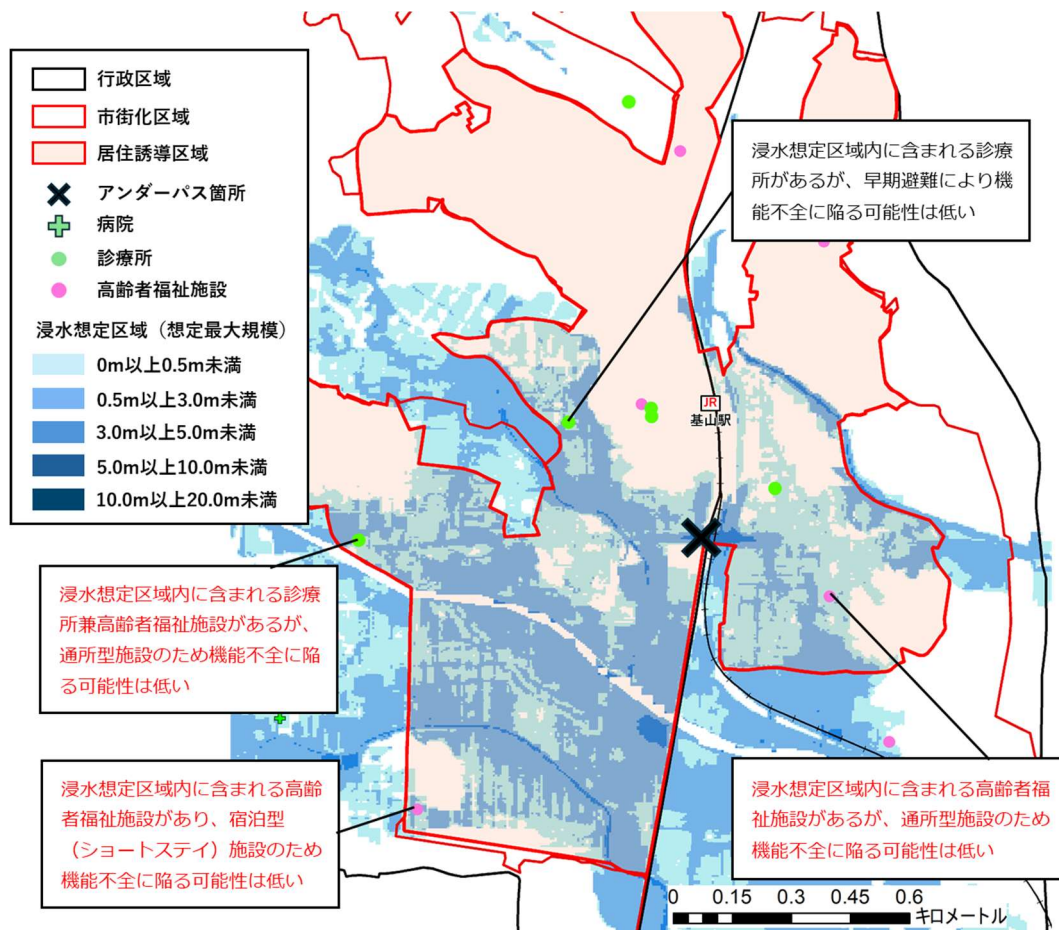 行政区域
市街化区域
居住誘導区域
アンダーパス箇所
病院
診療所
高齢者福祉施設
浸水想定区域（想定最大規模）
0m以上0.5m未満
0.5m以上3.0m未満
3.0m以上5.0m未満
5.0m以上10.0m未満
10.0m以上20.0m未満
浸水想定区域内に含まれる診療
所があるが、早期避難により機
能不全に陥る可能性は低い
JR
基山駅
浸水想定区域内に含まれる診療
所兼高齢者福祉施設があるが、
通所型施設のため機能不全に陥
る可能性は低い
浸水想定区域内に含まれる高齢
者福祉施設があり、宿泊型
（ショートステイ）施設のため
機能不全に陥る可能性は低い
浸水想定区域内に含まれる高齢者福
祉施設があるが、通所型施設のため
機能不全に陥る可能性は低い
0 0.15 0.3 0.45 0.6
キロメートル